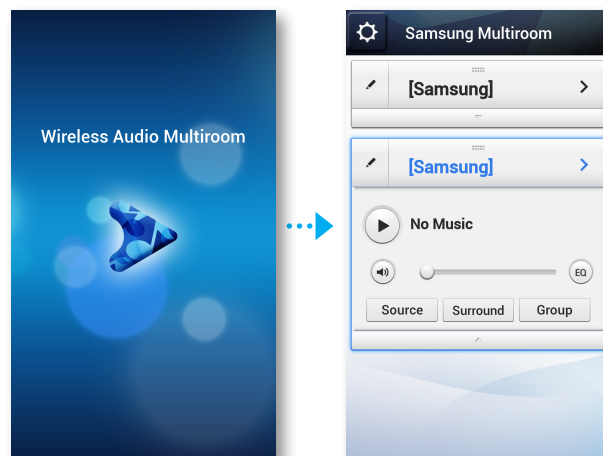 Wireless Audio Multiroom
Samsung Multiroom
[Samsung]
[Samsung]
No Music
EQ
Source Surround Group